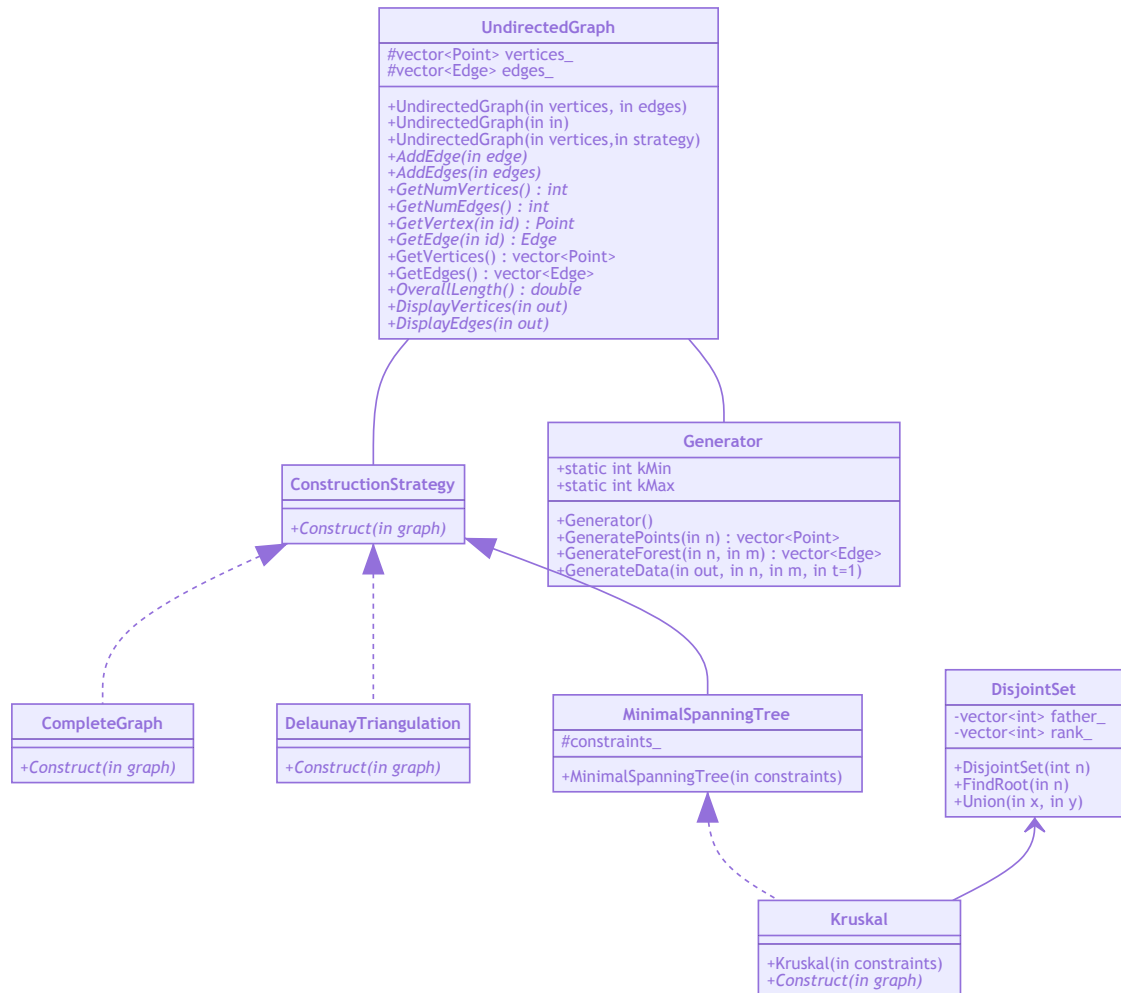 UndirectedGraph
#vector<Point> vertices_
#vector<Edge> edges_
+UndirectedGraph(in vertices, in edges)
+UndirectedGraph(in in)
+UndirectedGraph(in vertices,in strategy)
+AddEdge(in edge)
+AddEdges(in edges)
+GetNumVertices() : int
+GetNumEdges() : int
+GetVertex(in id) : Point
+GetEdge(in id) : Edge
+GetVertices() : vector<Point>
+GetEdges() : vector<Edge>
+OverallLength() : double
+DisplayVertices(in out)
+DisplayEdges(in out)
ConstructionStrategy
+Construct(in graph)
Generator
+static int kMin
+static int kMax
+Generator()
+GeneratePoints(in n) : vector<Point>
+GenerateForest(in n, in m) : vector<Edge>
+GenerateData(in out, in n, in m, in t=1)
CompleteGraph
+Construct(in graph)
DelaunayTriangulation
+Construct(in graph)
MinimalSpanningTree
#constraints_
+MinimalSpanningTree(in constraints)
DisjointSet
-vector<int> father_
-vector<int> rank_
+DisjointSet(int n)
+FindRoot(in n)
+Union(in x, in y)
Kruskal
+Kruskal(in constraints)
+Construct(in graph)